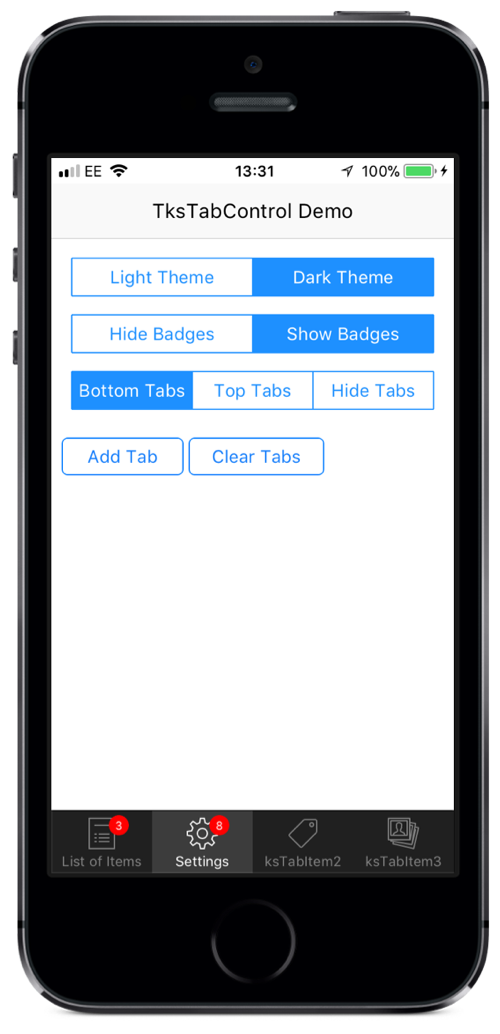 EE 13:31 100%
TksTabControl Demo
Light Theme Dark Theme
Hide Badges Show Badges
Bottom Tabs Top Tabs Hide Tabs
Add Tab Clear Tabs
3 8
List of Items Settings ksTabItem2 ksTabItem3